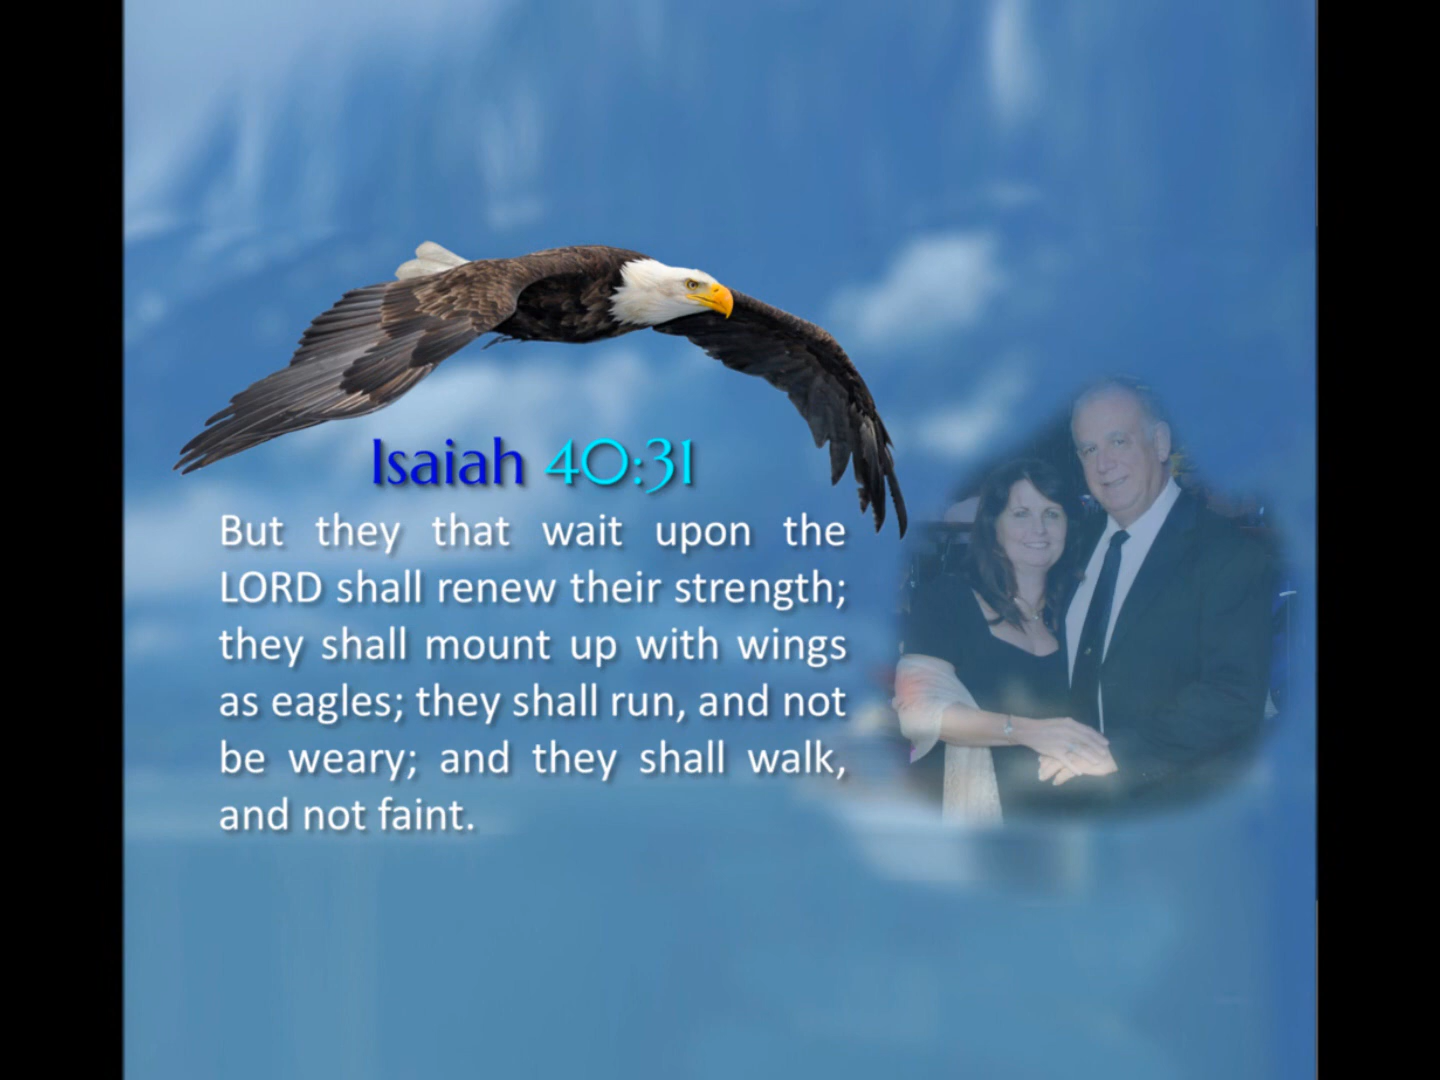 Isaiah 40:31
But they that wait upon the
LORD shall renew their strength;
they shall mount up with wings
as eagles; they shall run, and not
be weary; and they shall walk,
and not faint.